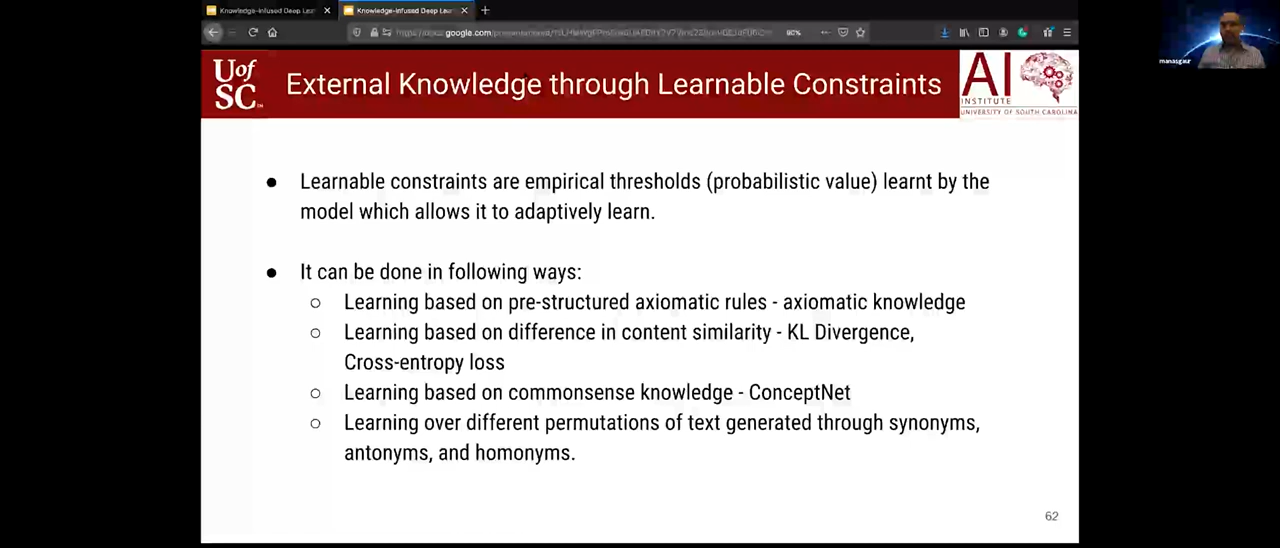 Knowledge-Infused Deep Lear
Knowledge-Infused Deep Lear
google.com
80%
manasgaur
UofSC
External Knowledge through Learnable Constraints
AI
INSTITUTE
UNIVERSITY OF SOUTH CAROLINA
● Learnable constraints are empirical thresholds (probabilistic value) learnt by the
model which allows it to adaptively learn.
● It can be done in following ways:
○ Learning based on pre-structured axiomatic rules - axiomatic knowledge
○ Learning based on difference in content similarity - KL Divergence,
Cross-entropy loss
○ Learning based on commonsense knowledge - ConceptNet
○ Learning over different permutations of text generated through synonyms,
antonyms, and homonyms.
62